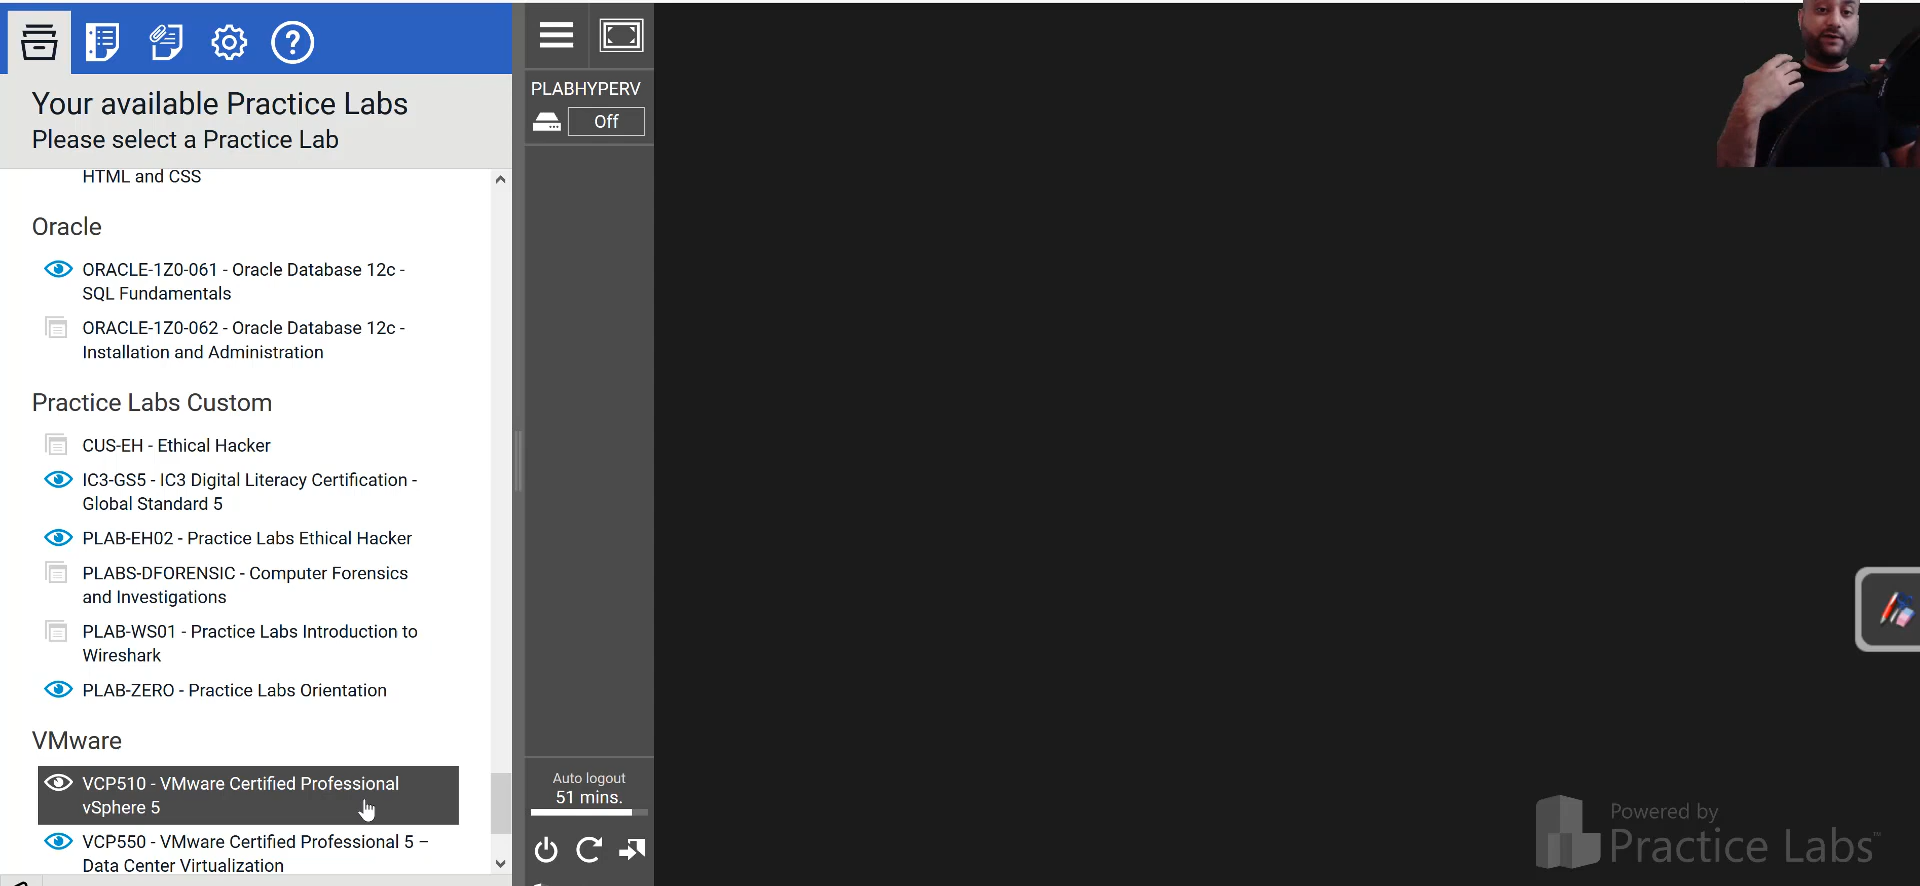 Your available Practice Labs
Please select a Practice Lab
HTML and CSS
Oracle
ORACLE-1Z0-061 - Oracle Database 12c -
SQL Fundamentals
ORACLE-1Z0-062 - Oracle Database 12c -
Installation and Administration
Practice Labs Custom
CUS-EH - Ethical Hacker
IC3-GS5 - IC3 Digital Literacy Certification -
Global Standard 5
PLAB-EH02 - Practice Labs Ethical Hacker
PLABS-DFORENSIC - Computer Forensics
and Investigations
PLAB-WS01 - Practice Labs Introduction to
Wireshark
PLAB-ZERO - Practice Labs Orientation
VMware
VCP510 - VMware Certified Professional
vSphere 5
VCP550 - VMware Certified Professional 5 –
Data Center Virtualization
PLABHYPERV
Off
Auto logout
51 mins.
Powered by
Practice Labs™